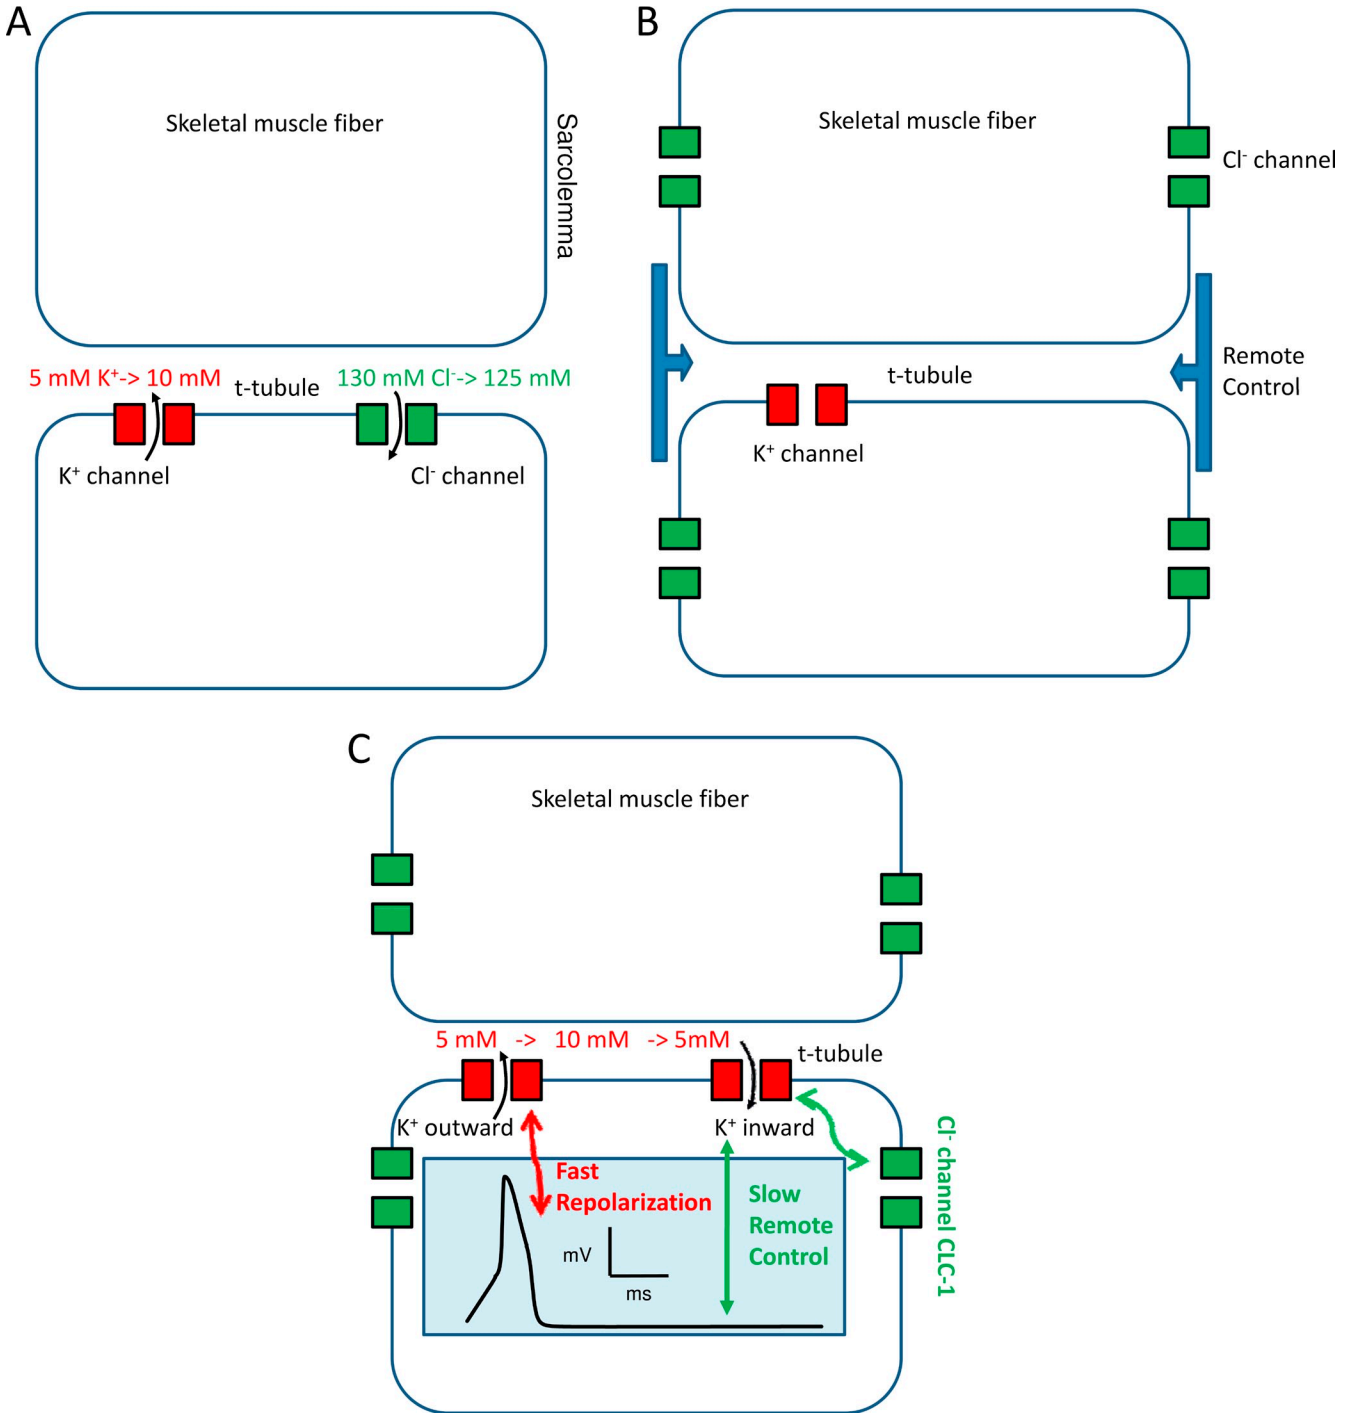 A
Skeletal muscle fiber
Sarcolemma
5 mM K⁺-> 10 mM
t-tubule
130 mM Cl⁻-> 125 mM
K⁺ channel
Cl⁻ channel
B
Skeletal muscle fiber
Cl⁻ channel
Remote
Control
t-tubule
K⁺ channel
C
Skeletal muscle fiber
5 mM -> 10 mM -> 5mM
t-tubule
K⁺ outward
K⁺ inward
Fast
Repolarization
Slow
Remote
Control
mV
ms
Cl⁻ channel CLC-1